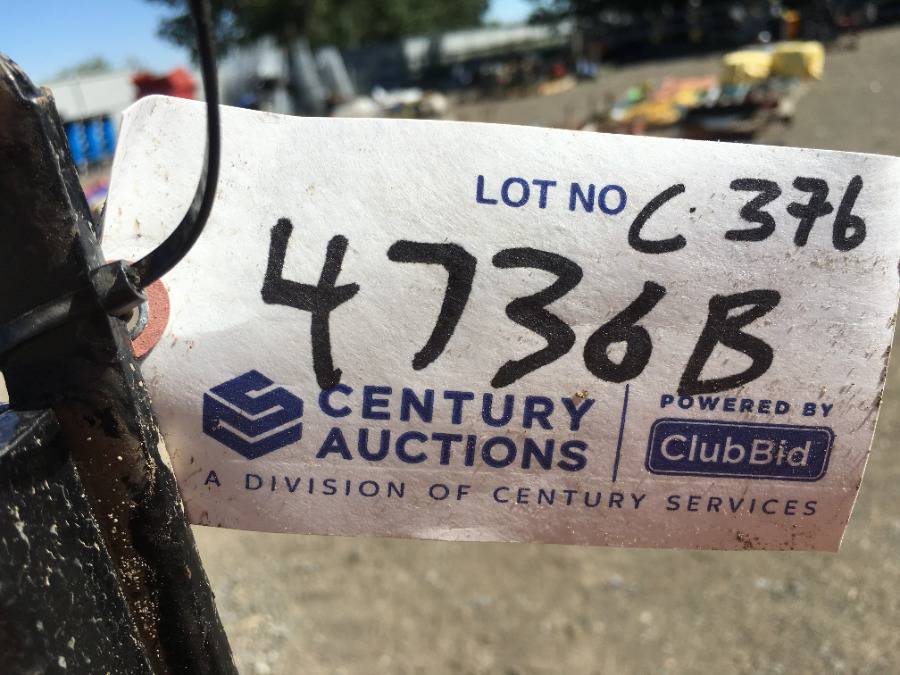 LOT NO C. 376
4736B
CENTURY
AUCTIONS
POWERED BY
ClubBid
A DIVISION OF CENTURY SERVICES